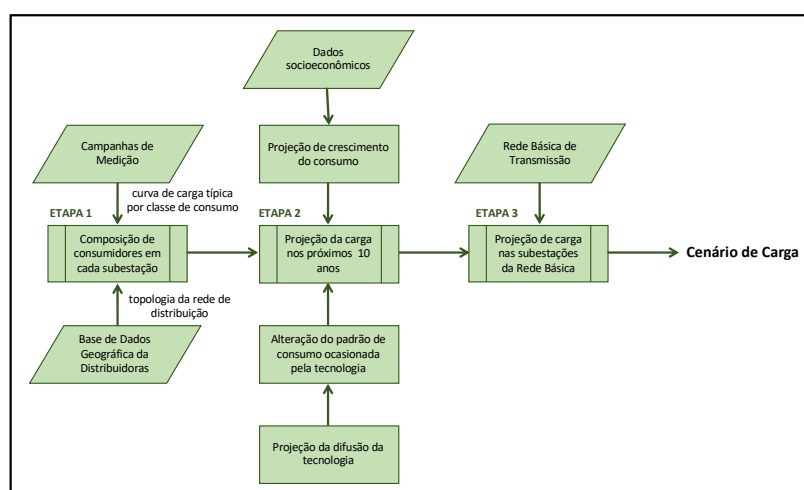 Dados
socioeconômicos
Campanhas de
Medição
Projeção de crescimento
do consumo
Rede Básica de
Transmissão
curva de carga típica
por classe de consumo
ETAPA 1
ETAPA 2
ETAPA 3
Composição de
consumidores em
cada subestação
Projeção da carga
nos próximos 10
anos
Projeção de carga
nas subestações
da Rede Básica
Cenário de Carga
topologia da rede de
distribuição
Base de Dados
Geográfica da
Distribuidoras
Alteração do padrão de
consumo ocasionada
pela tecnologia
Projeção da difusão da
tecnologia